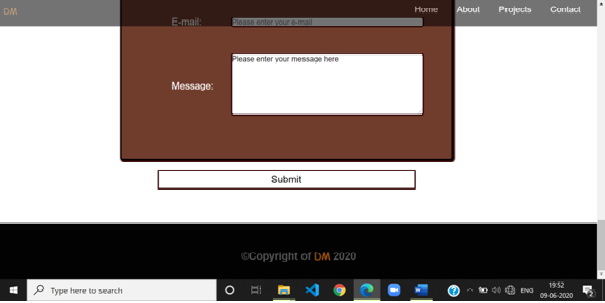 DM Home About Projects Contact
E-mail: Please enter your e-mail
Message: Please enter your message here
Submit
©Copyright of DM 2020
Type here to search ENG 19:52
09-06-2020